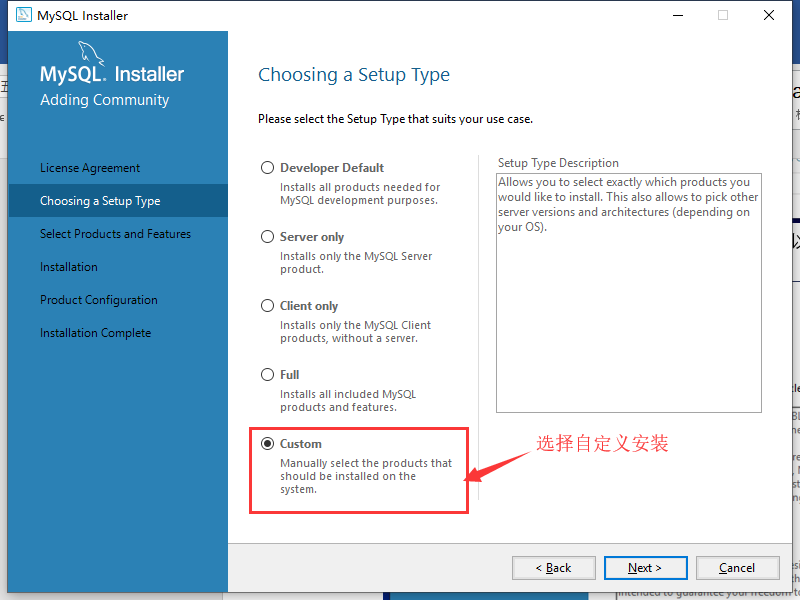 MySQL Installer
MySQL. Installer
Adding Community
License Agreement
Choosing a Setup Type
Select Products and Features
Installation
Product Configuration
Installation Complete
Choosing a Setup Type
Please select the Setup Type that suits your use case.
Developer Default
Installs all products needed for
MySQL development purposes.
Server only
Installs only the MySQL Server
product.
Client only
Installs only the MySQL Client
products, without a server.
Full
Installs all included MySQL
products and features.
Custom
Manually select the products that
should be installed on the
system.
Setup Type Description
Allows you to select exactly which products you
would like to install. This also allows to pick other
server versions and architectures (depending on
your OS).
选择自定义安装
< Back
Next >
Cancel
intended to guarantee your freedom to